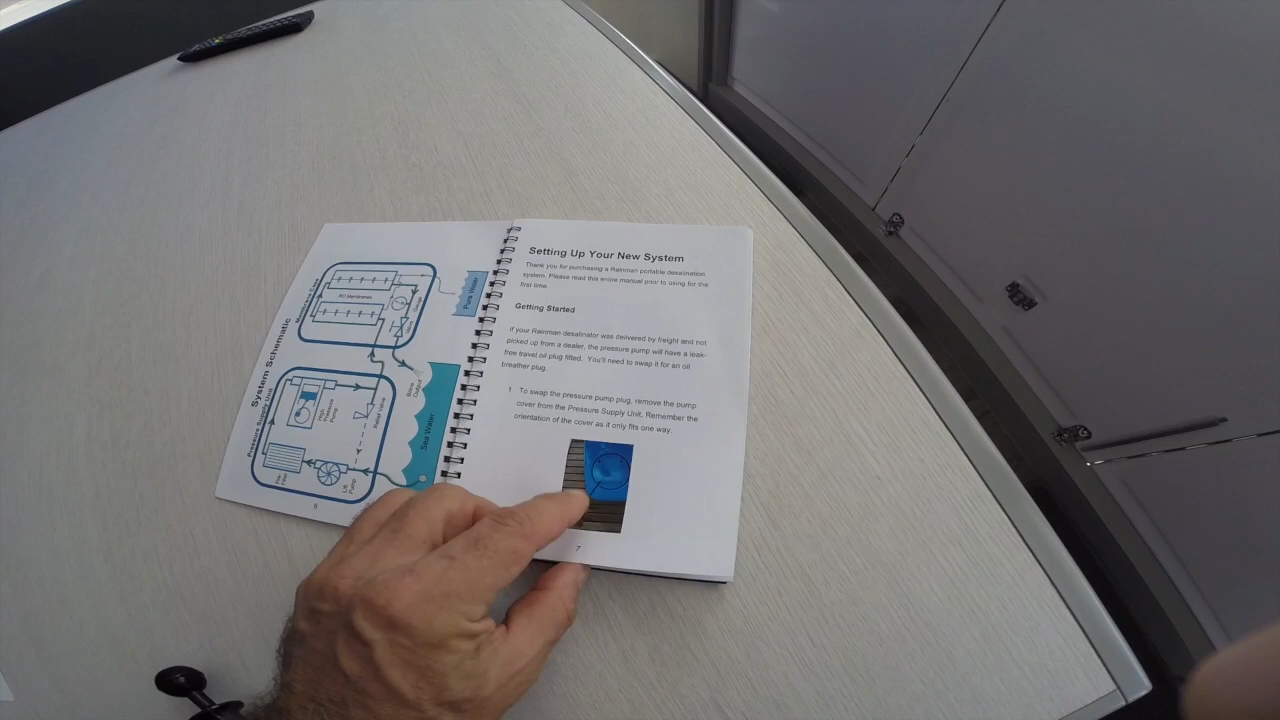 System Schematic
Pressure Supply Unit
Membrane Case
RO Membranes
Valve
Output
Pure Water
High
Pressure
Pump
Relief Valve
Brine
Output
Sea Water
Pre
Filter
Lift
Pump
6
Setting Up Your New System
Thank you for purchasing a Rainman portable desalination
system. Please read this entire manual prior to using for the
first time.
Getting Started
If your Rainman desalinator was delivered by freight and not
picked up from a dealer, the pressure pump will have a leak-
free travel oil plug fitted. You'll need to swap it for an oil
breather plug.
1. To swap the pressure pump plug, remove the pump
cover from the Pressure Supply Unit. Remember the
orientation of the cover as it only fits one way.
7